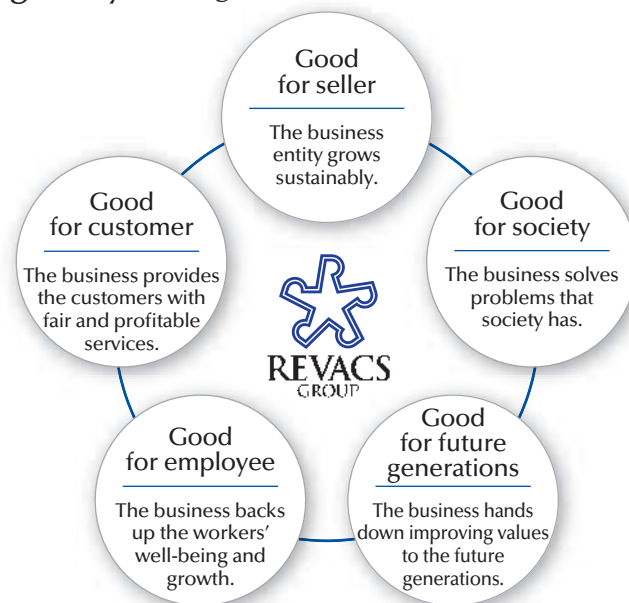 Good
for seller
The business
entity grows
sustainably.
Good
for customer
The business provides
the customers with
fair and profitable
services.
Good
for society
The business solves
problems that
society has.
REVACS
GROUP
Good
for employee
The business backs
up the workers'
well-being and
growth.
Good
for future
generations
The business hands
down improving values
to the future
generations.